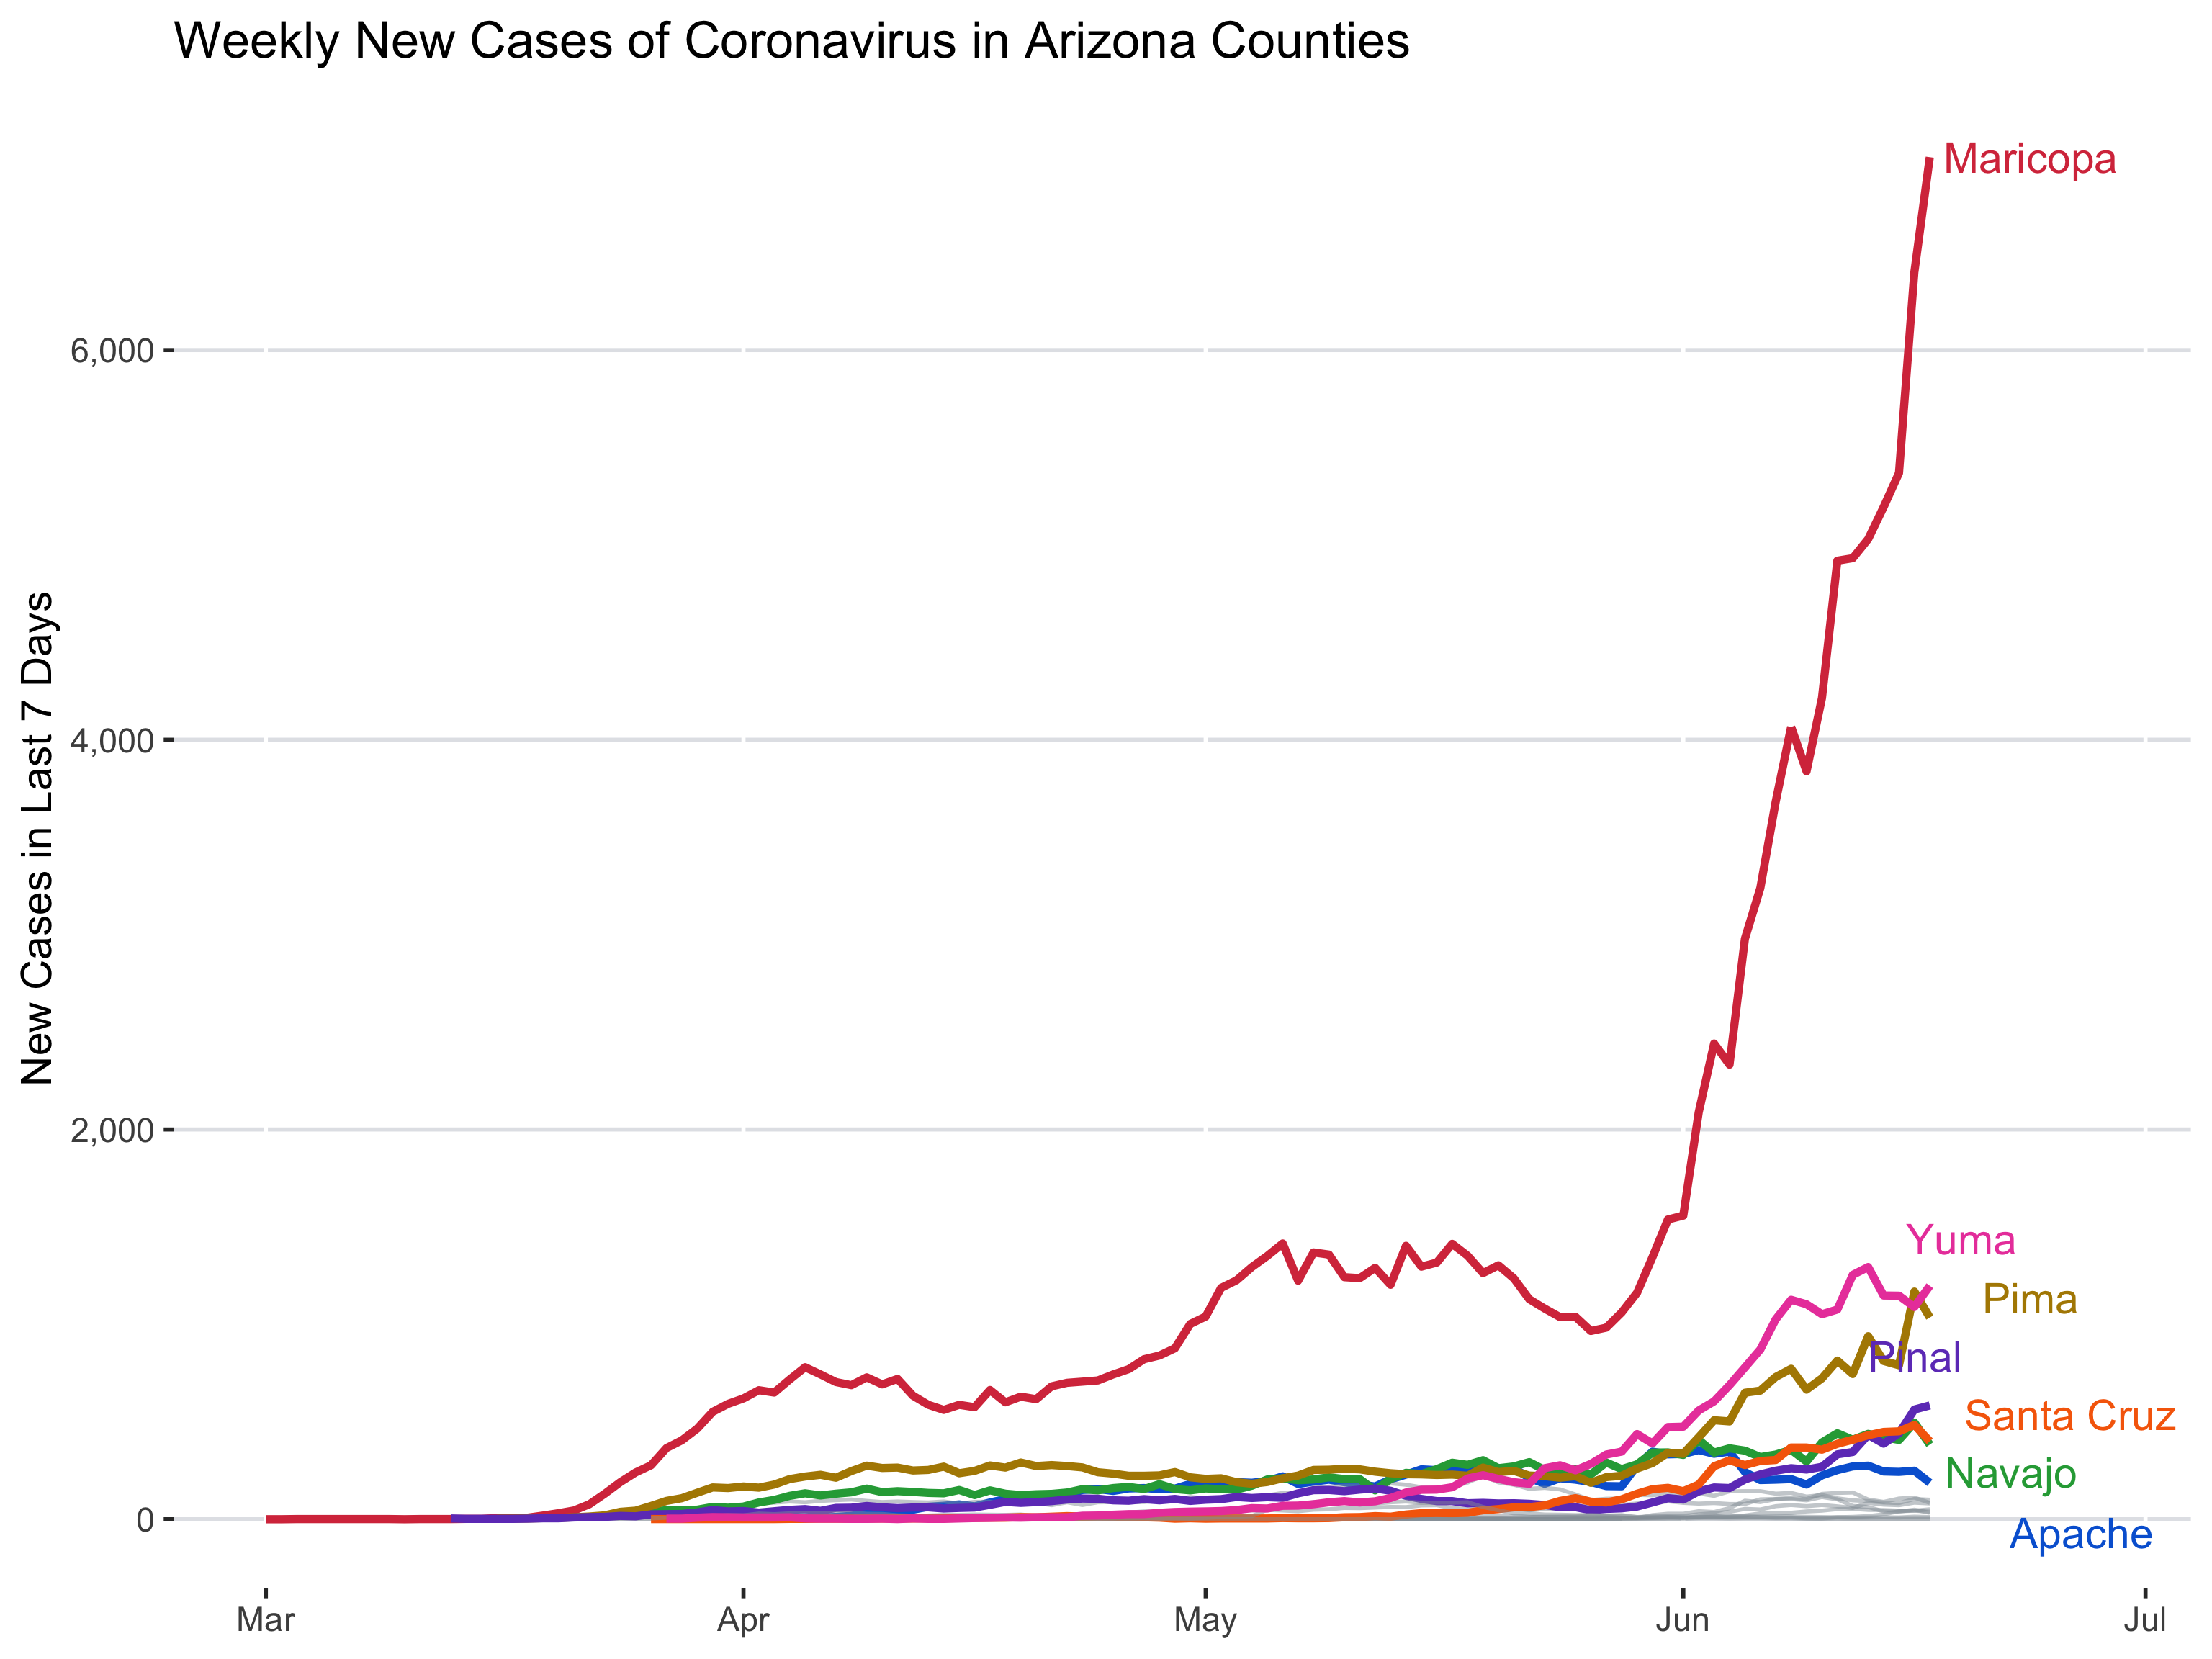 Weekly New Cases of Coronavirus in Arizona Counties
New Cases in Last 7 Days
6,000
4,000
2,000
0
Mar
Apr
May
Jun
Jul
Maricopa
Yuma
Pima
Pinal
Santa Cruz
Navajo
Apache